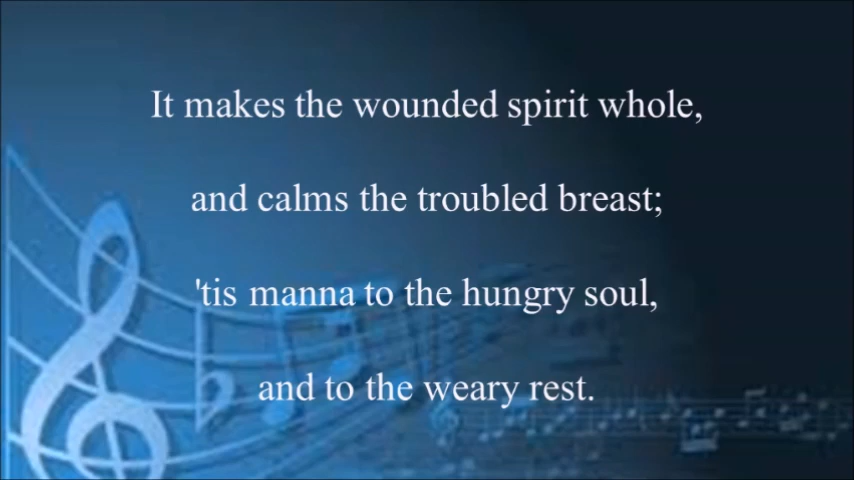 It makes the wounded spirit whole,
and calms the troubled breast;
'tis manna to the hungry soul,
and to the weary rest.